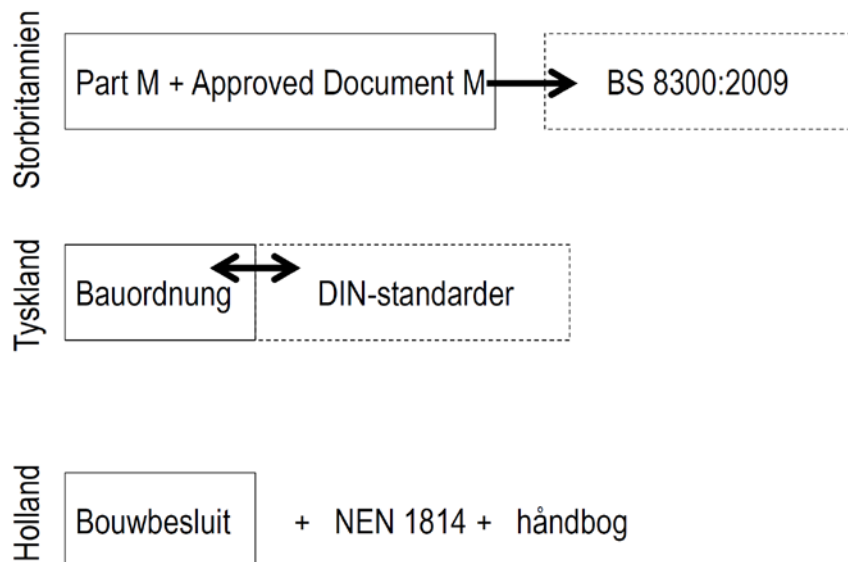 Storbritannien
Part M + Approved Document M
BS 8300:2009
Tyskland
Bauordnung
DIN-standarder
Holland
Bouwbesluit + NEN 1814 + håndbog